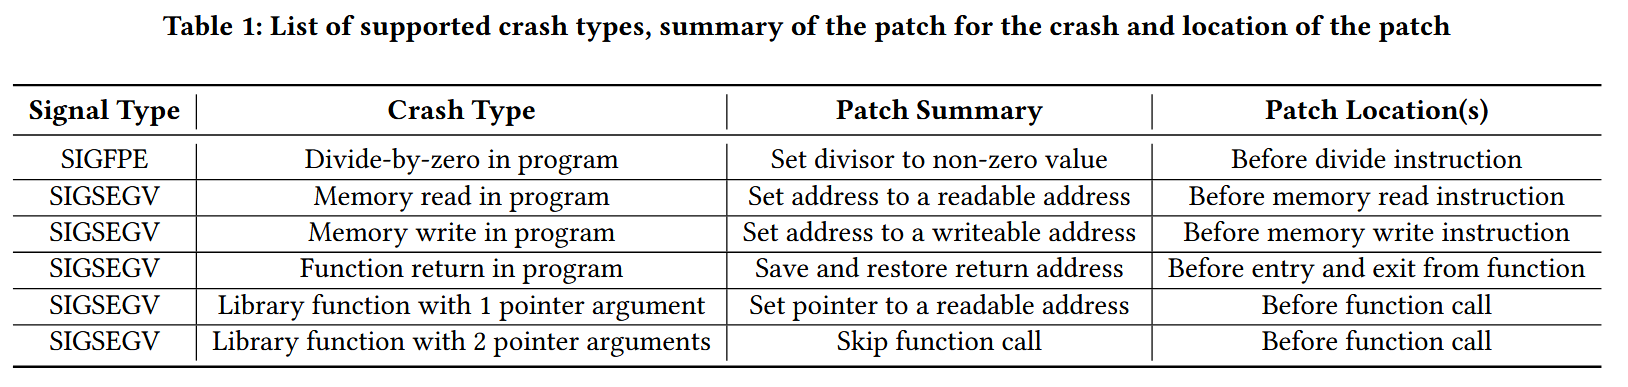 Table 1: List of supported crash types, summary of the patch for the crash and location of the patch
Signal Type Crash Type Patch Summary Patch Location(s)
SIGFPE Divide-by-zero in program Set divisor to non-zero value Before divide instruction
SIGSEGV Memory read in program Set address to a readable address Before memory read instruction
SIGSEGV Memory write in program Set address to a writeable address Before memory write instruction
SIGSEGV Function return in program Save and restore return address Before entry and exit from function
SIGSEGV Library function with 1 pointer argument Set pointer to a readable address Before function call
SIGSEGV Library function with 2 pointer arguments Skip function call Before function call